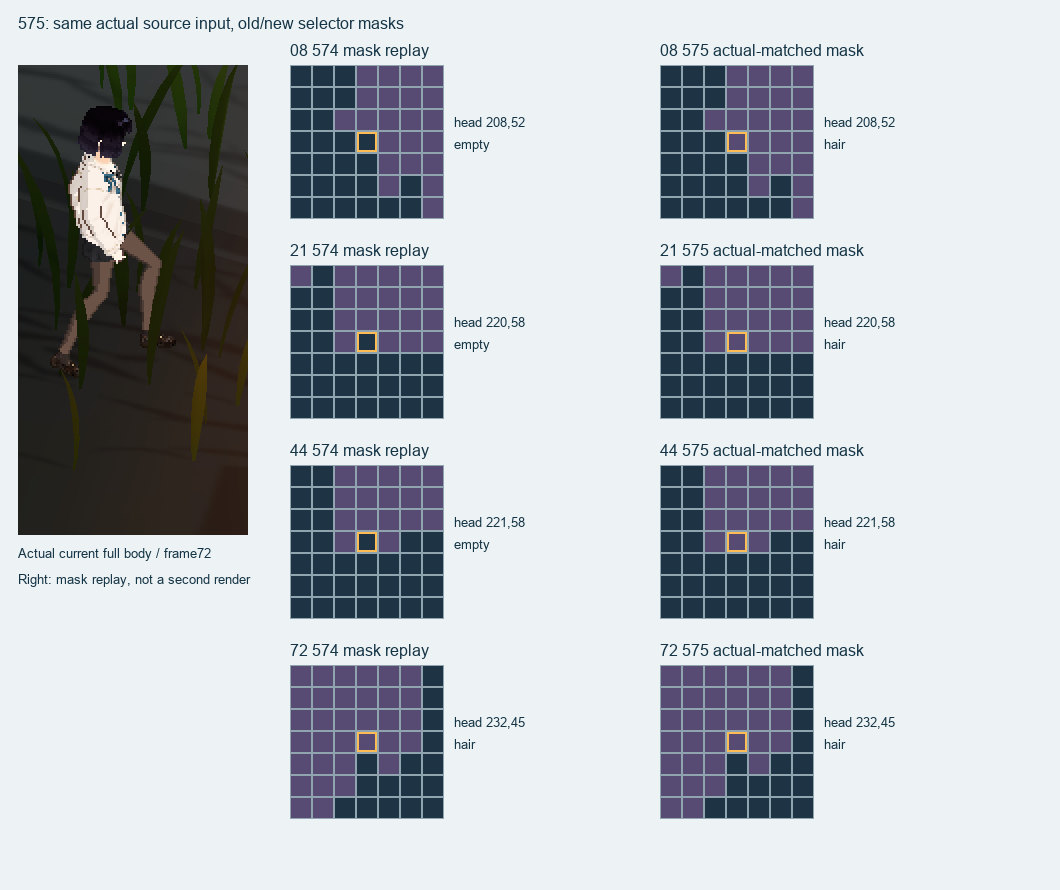 575: same actual source input, old/new selector masks
08 574 mask replay
08 575 actual-matched mask
head 208,52
empty
head 208,52
hair
21 574 mask replay
21 575 actual-matched mask
head 220,58
empty
head 220,58
hair
44 574 mask replay
44 575 actual-matched mask
head 221,58
empty
head 221,58
hair
Actual current full body / frame72
Right: mask replay, not a second render
72 574 mask replay
72 575 actual-matched mask
head 232,45
hair
head 232,45
hair